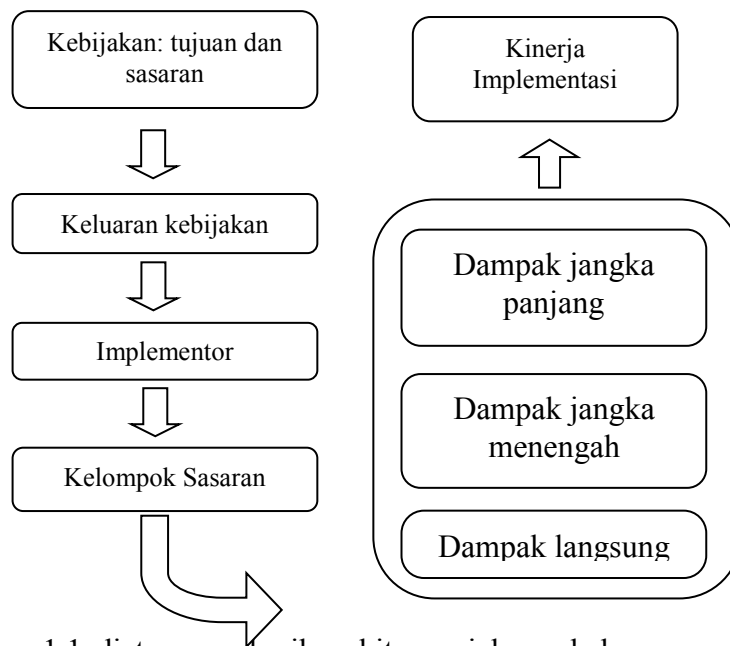 Kebijakan: tujuan dan
sasaran
Keluaran kebijakan
Implementor
Kelompok Sasaran
Kinerja
Implementasi
Dampak jangka
panjang
Dampak jangka
menengah
Dampak langsung